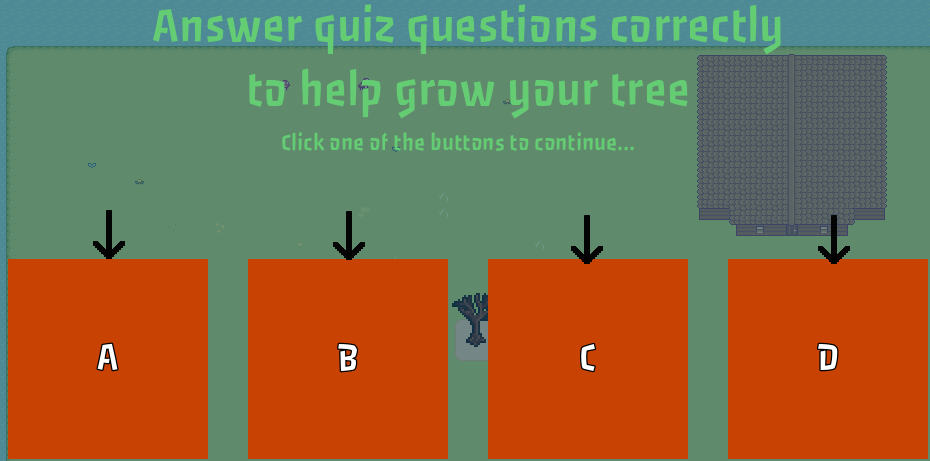 Answer quiz questions correctly
to help grow your tree
Click one of the buttons to continue...
A
B
C
D